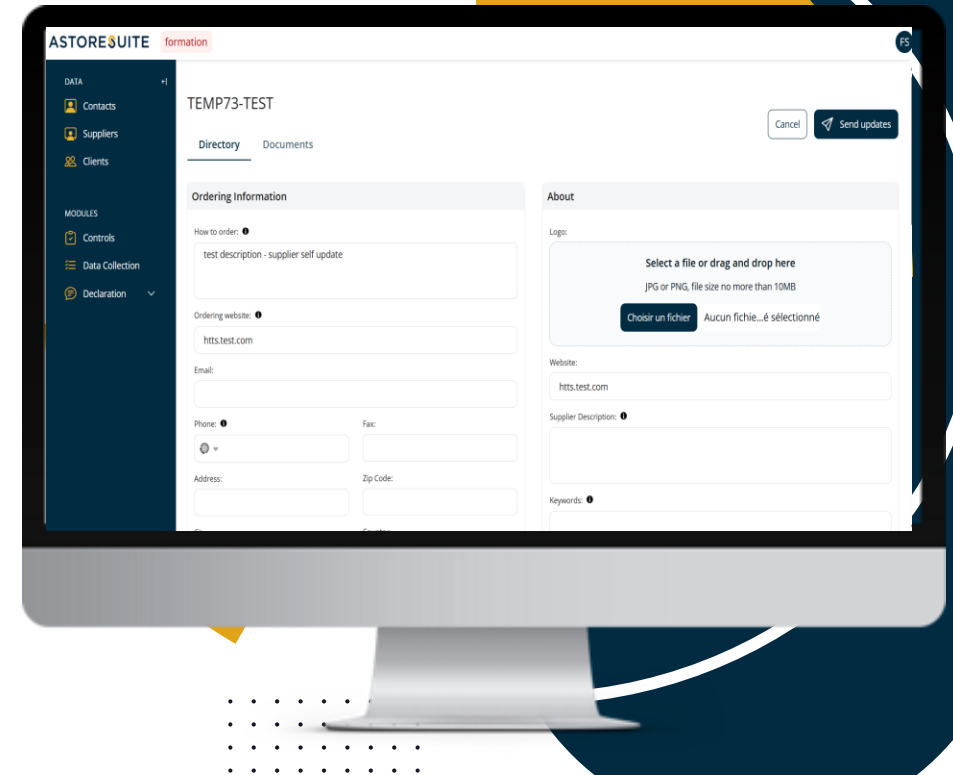 ASTORESUITE formation
FS
DATA
Contacts
Suppliers
Clients
MODULES
Controls
Data Collection
Declaration
TEMP73-TEST
Cancel
Send updates
Directory Documents
Ordering Information
How to order:
test description - supplier self update
Ordering website:
htts.test.com
Email:
Phone: Fax:
Address: Zip Code:
About
Logo:
Select a file or drag and drop here
JPG or PNG, file size no more than 10MB
Choisir un fichier Aucun fichie...é sélectionné
Website:
htts.test.com
Supplier Description:
Keywords: